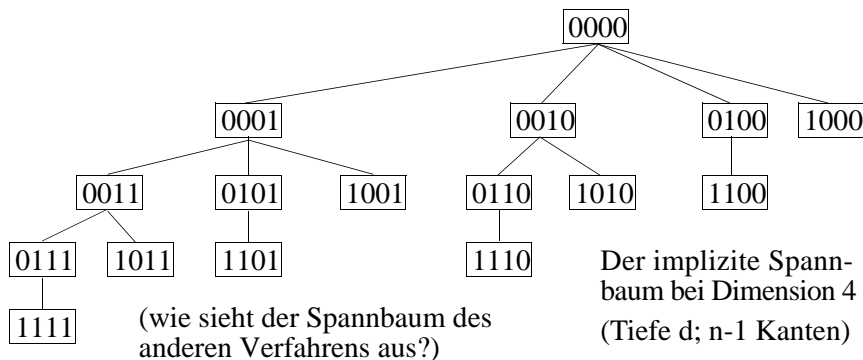 0000
0001 0010 0100 1000
0011 0101 1001 0110 1010 1100
0111 1011 1101 1110
1111
Der implizite Spann-
baum bei Dimension 4
(Tiefe d; n-1 Kanten)
(wie sieht der Spannbaum des
anderen Verfahrens aus?)